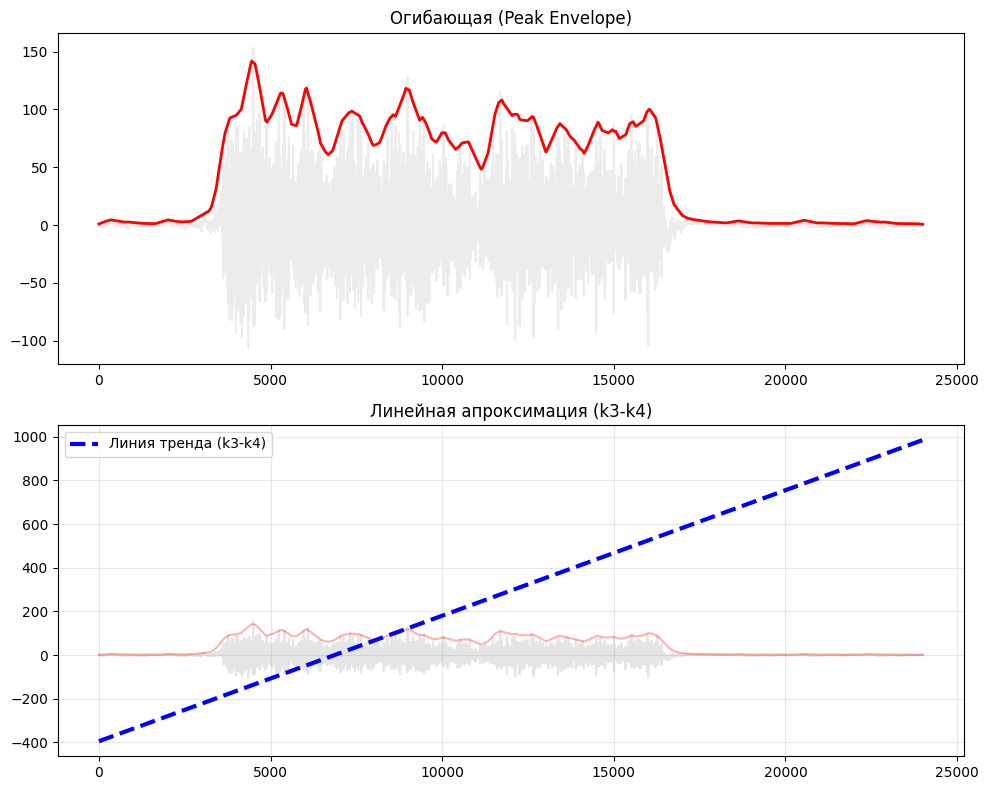 Огибающая (Peak Envelope)
150
100
50
0
−50
−100
0 5000 10000 15000 20000 25000
Линейная апроксимация (k3-k4)
Линия тренда (k3-k4)
1000
800
600
400
200
0
−200
−400
0 5000 10000 15000 20000 25000